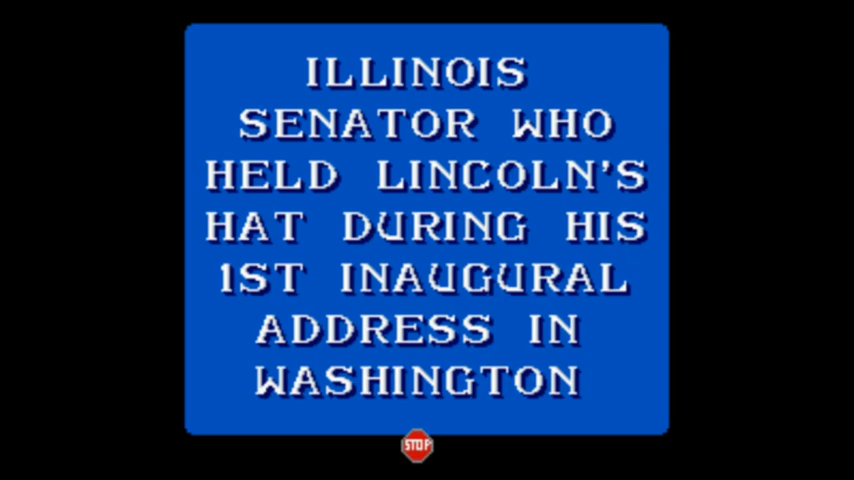 ILLINOIS
SENATOR WHO
HELD LINCOLN'S
HAT DURING HIS
1ST INAUGURAL
ADDRESS IN
WASHINGTON
STOP